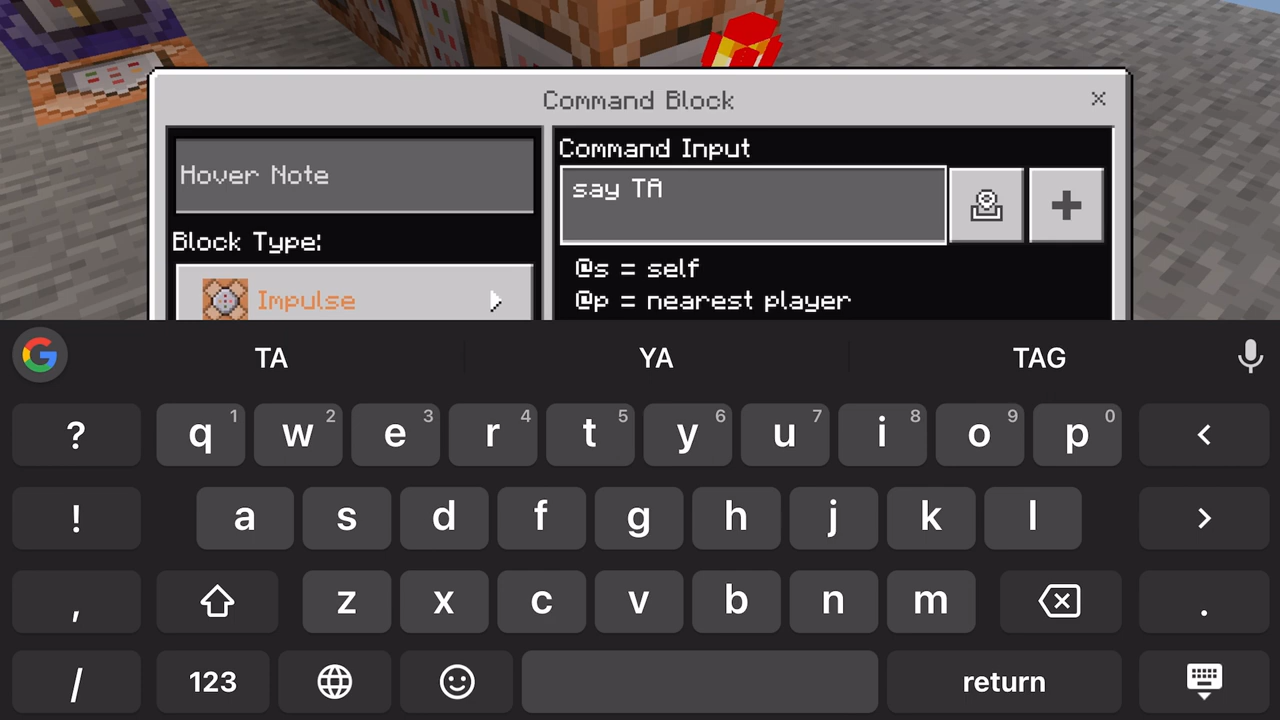 Command Block
Hover Note
Block Type:
Impulse
Command Input
say TA
@s = self
@p = nearest player
TA YA TAG
? q 1 w 2 e 3 r 4 t 5 y 6 u 7 i 8 o 9 p 0 <
! a s d f g h j k l >
, z x c v b n m .
/ 123 return